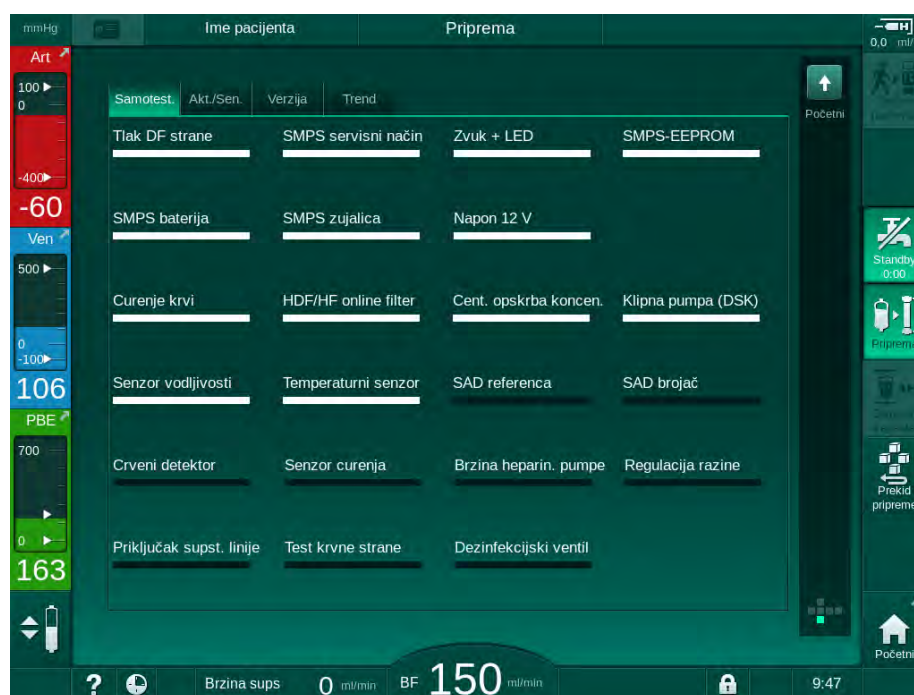 mmHg
Ime pacijenta
Priprema
0,0 ml/
Art
100
0
-400
-60
Ven
500
0
-100
106
PBE
700
0
163
Samotest.
Akt./Sen.
Verzija
Trend
Početni
Tlak DF strane
SMPS servisni način
Zvuk + LED
SMPS-EEPROM
SMPS baterija
SMPS zujalica
Napon 12 V
Curenje krvi
HDF/HF online filter
Cent. opskrba koncen.
Klipna pumpa (DSK)
Senzor vodljivosti
Temperaturni senzor
SAD referenca
SAD brojač
Crveni detektor
Senzor curenja
Brzina heparin. pumpe
Regulacija razine
Priključak supst. linije
Test krvne strane
Dezinfekcijski ventil
Standby
0:00
Priprema
Prekid
pripreme
Početni
?
Brzina sups
0 ml/min
BF 150 ml/min
9:47